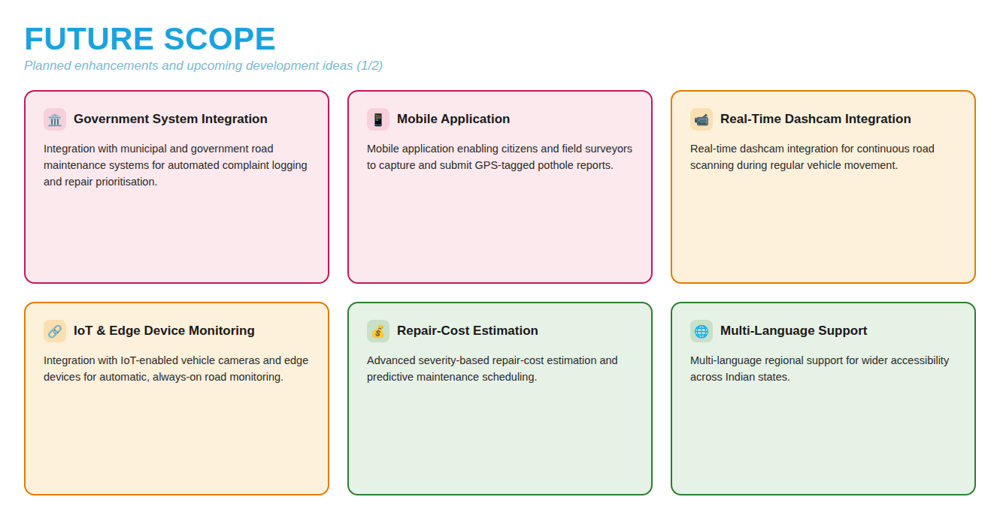 FUTURE SCOPE
Planned enhancements and upcoming development ideas (1/2)
Government System Integration
Integration with municipal and government road
maintenance systems for automated complaint logging
and repair prioritisation.
Mobile Application
Mobile application enabling citizens and field surveyors
to capture and submit GPS-tagged pothole reports.
Real-Time Dashcam Integration
Real-time dashcam integration for continuous road
scanning during regular vehicle movement.
IoT & Edge Device Monitoring
Integration with IoT-enabled vehicle cameras and edge
devices for automatic, always-on road monitoring.
Repair-Cost Estimation
Advanced severity-based repair-cost estimation and
predictive maintenance scheduling.
Multi-Language Support
Multi-language regional support for wider accessibility
across Indian states.